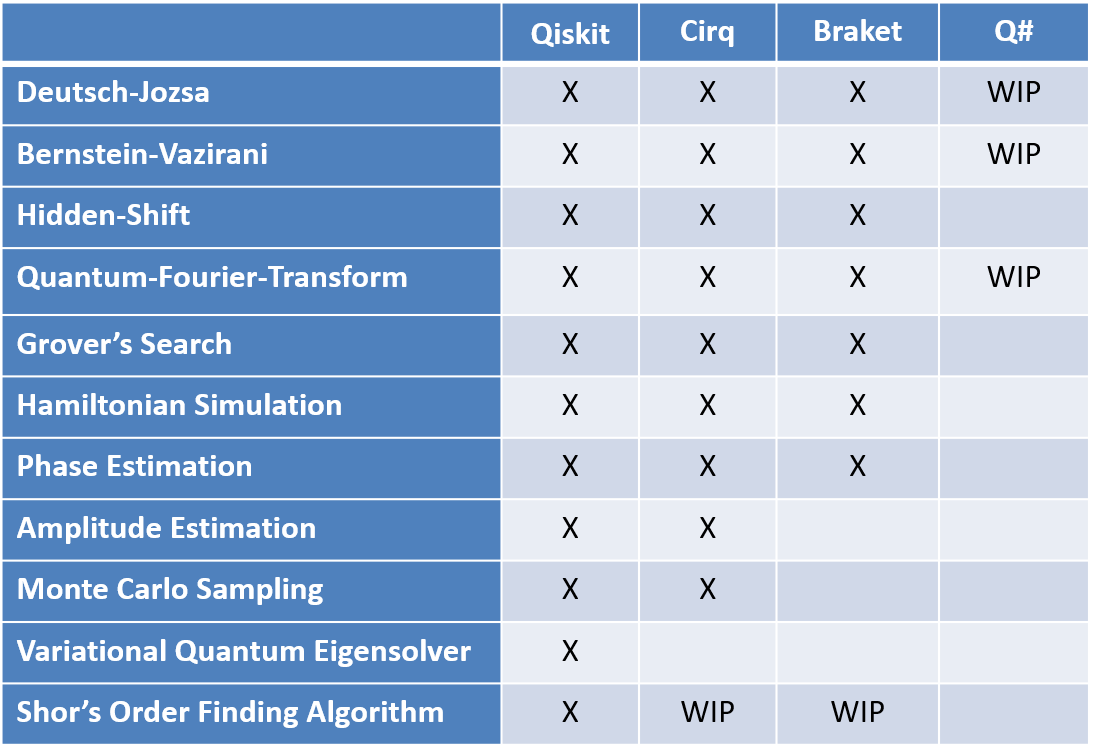 Qiskit Cirq Braket Q#
Deutsch-Jozsa X X X WIP
Bernstein-Vazirani X X X WIP
Hidden-Shift X X X
Quantum-Fourier-Transform X X X WIP
Grover’s Search X X X
Hamiltonian Simulation X X X
Phase Estimation X X X
Amplitude Estimation X X
Monte Carlo Sampling X X
Variational Quantum Eigensolver X
Shor’s Order Finding Algorithm X WIP WIP